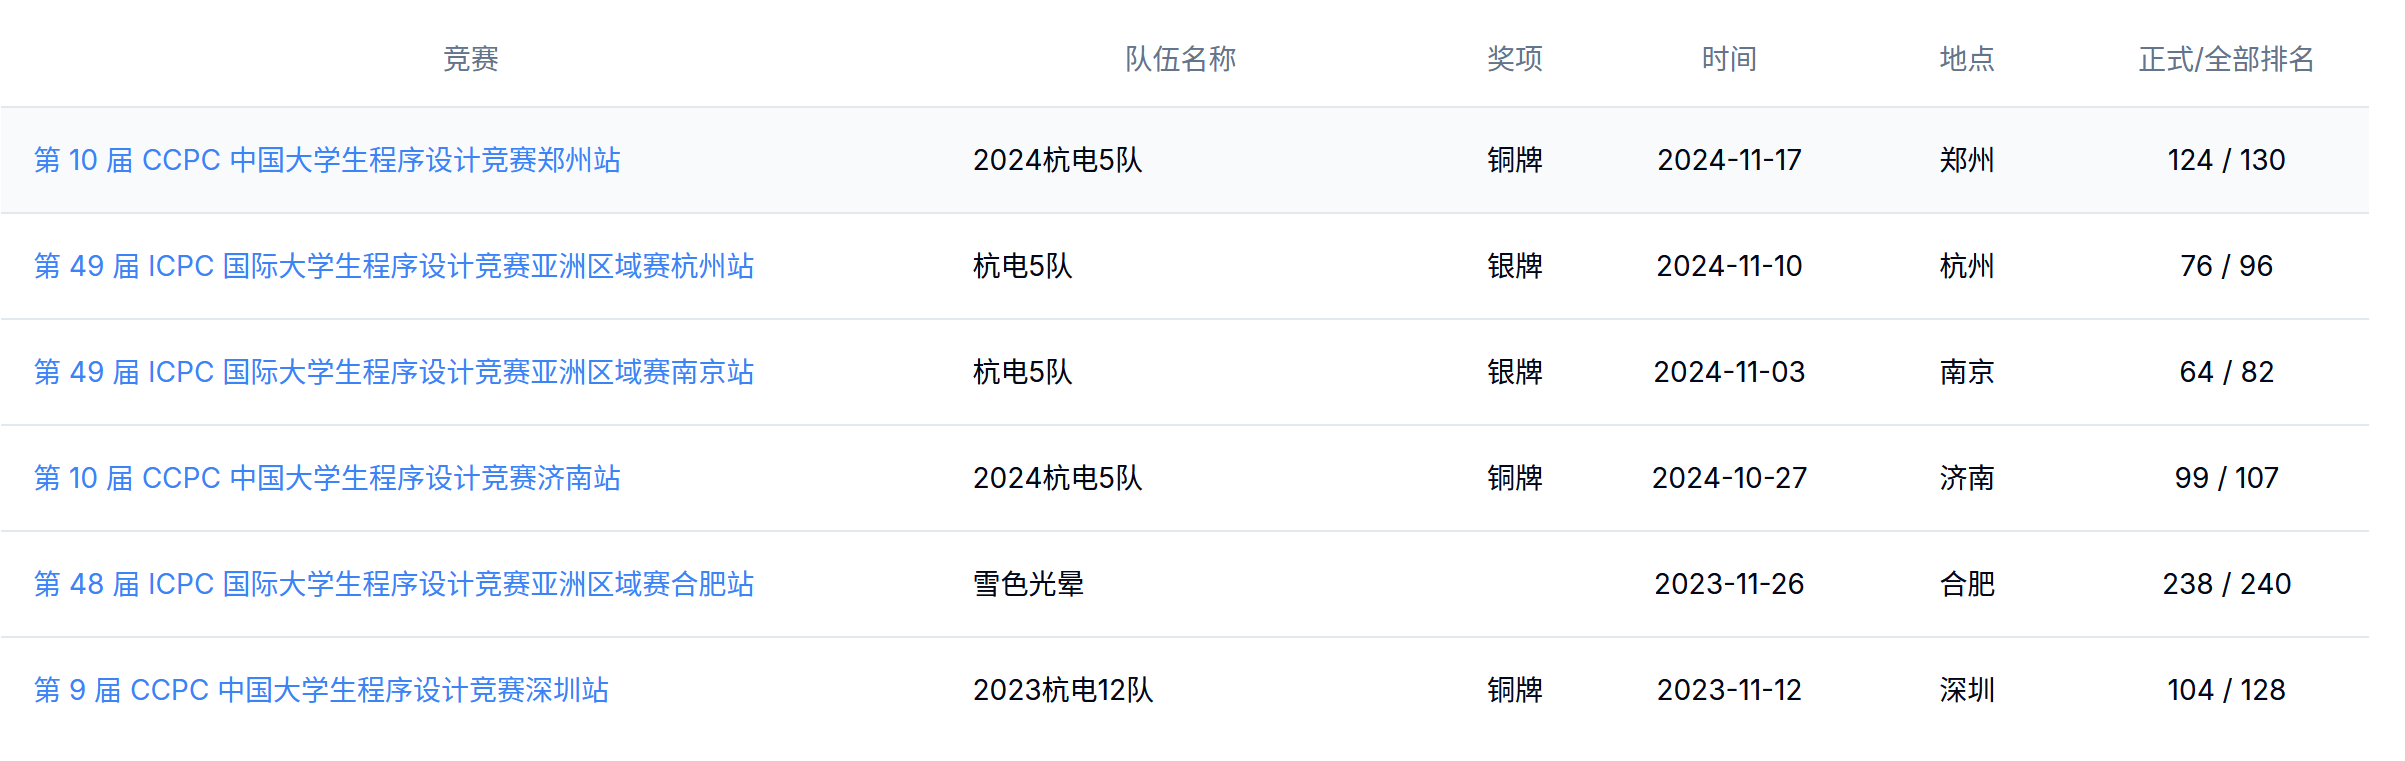 竞赛 队伍名称 奖项 时间 地点 正式/全部排名
第 10 届 CCPC 中国大学生程序设计竞赛郑州站 2024杭电5队 铜牌 2024-11-17 郑州 124 / 130
第 49 届 ICPC 国际大学生程序设计竞赛亚洲区域赛杭州站 杭电5队 银牌 2024-11-10 杭州 76 / 96
第 49 届 ICPC 国际大学生程序设计竞赛亚洲区域赛南京站 杭电5队 银牌 2024-11-03 南京 64 / 82
第 10 届 CCPC 中国大学生程序设计竞赛济南站 2024杭电5队 铜牌 2024-10-27 济南 99 / 107
第 48 届 ICPC 国际大学生程序设计竞赛亚洲区域赛合肥站 雪色光晕 2023-11-26 合肥 238 / 240
第 9 届 CCPC 中国大学生程序设计竞赛深圳站 2023杭电12队 铜牌 2023-11-12 深圳 104 / 128